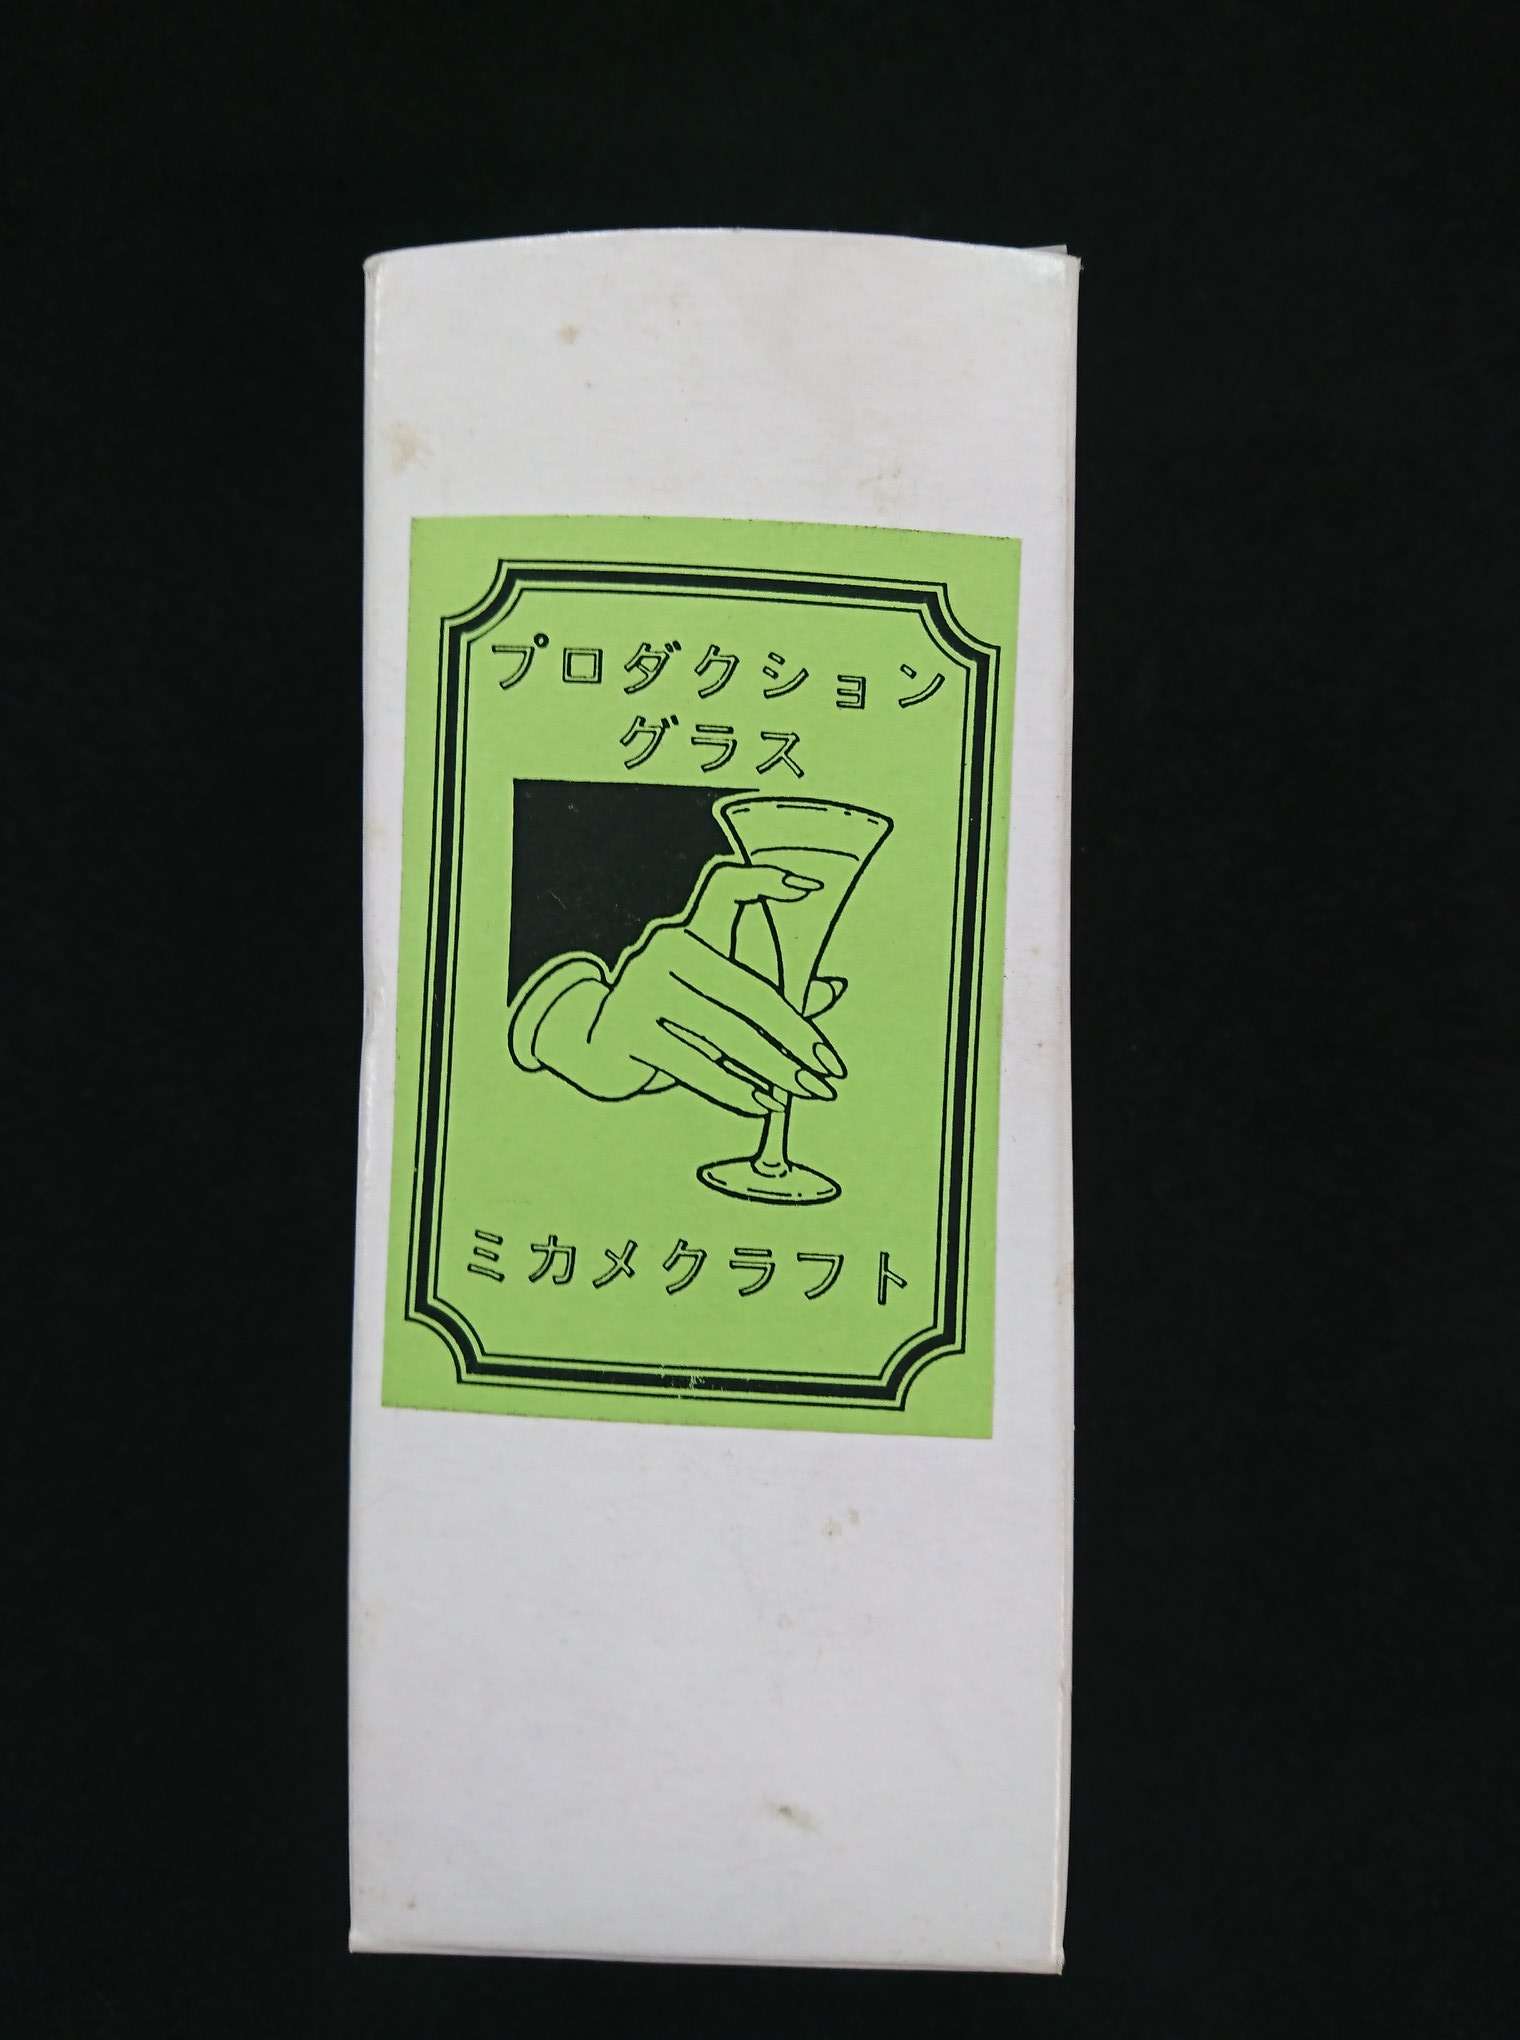 プロダクション
グラス
ミカメクラフト